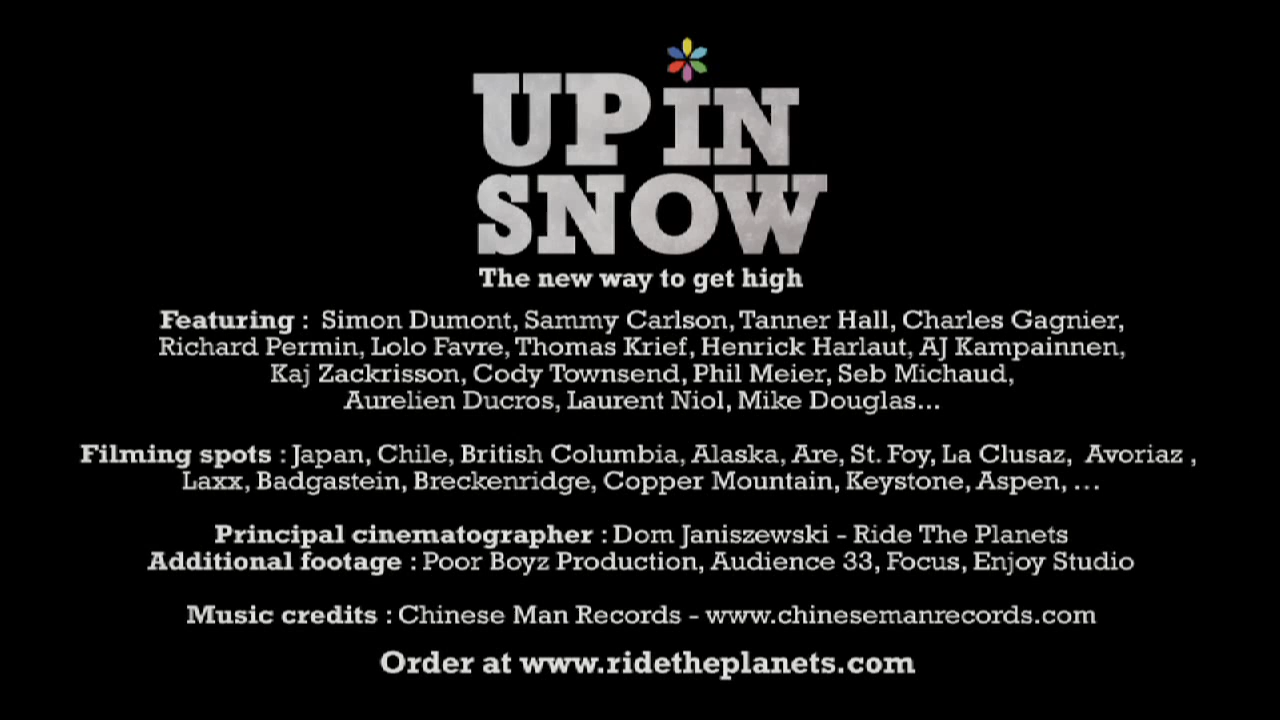 UP IN
SNOW
The new way to get high
Featuring : Simon Dumont, Sammy Carlson, Tanner Hall, Charles Gagnier,
Richard Permin, Lolo Favre, Thomas Krief, Henrick Harlaut, AJ Kampainnen,
Kaj Zackrisson, Cody Townsend, Phil Meier, Seb Michaud,
Aurelien Ducros, Laurent Niol, Mike Douglas...
Filming spots : Japan, Chile, British Columbia, Alaska, Are, St. Foy, La Clusaz, Avoriaz ,
Laxx, Badgastein, Breckenridge, Copper Mountain, Keystone, Aspen, ...
Principal cinematographer : Dom Janiszewski - Ride The Planets
Additional footage : Poor Boyz Production, Audience 33, Focus, Enjoy Studio
Music credits : Chinese Man Records - www.chinesemanrecords.com
Order at www.ridetheplanets.com